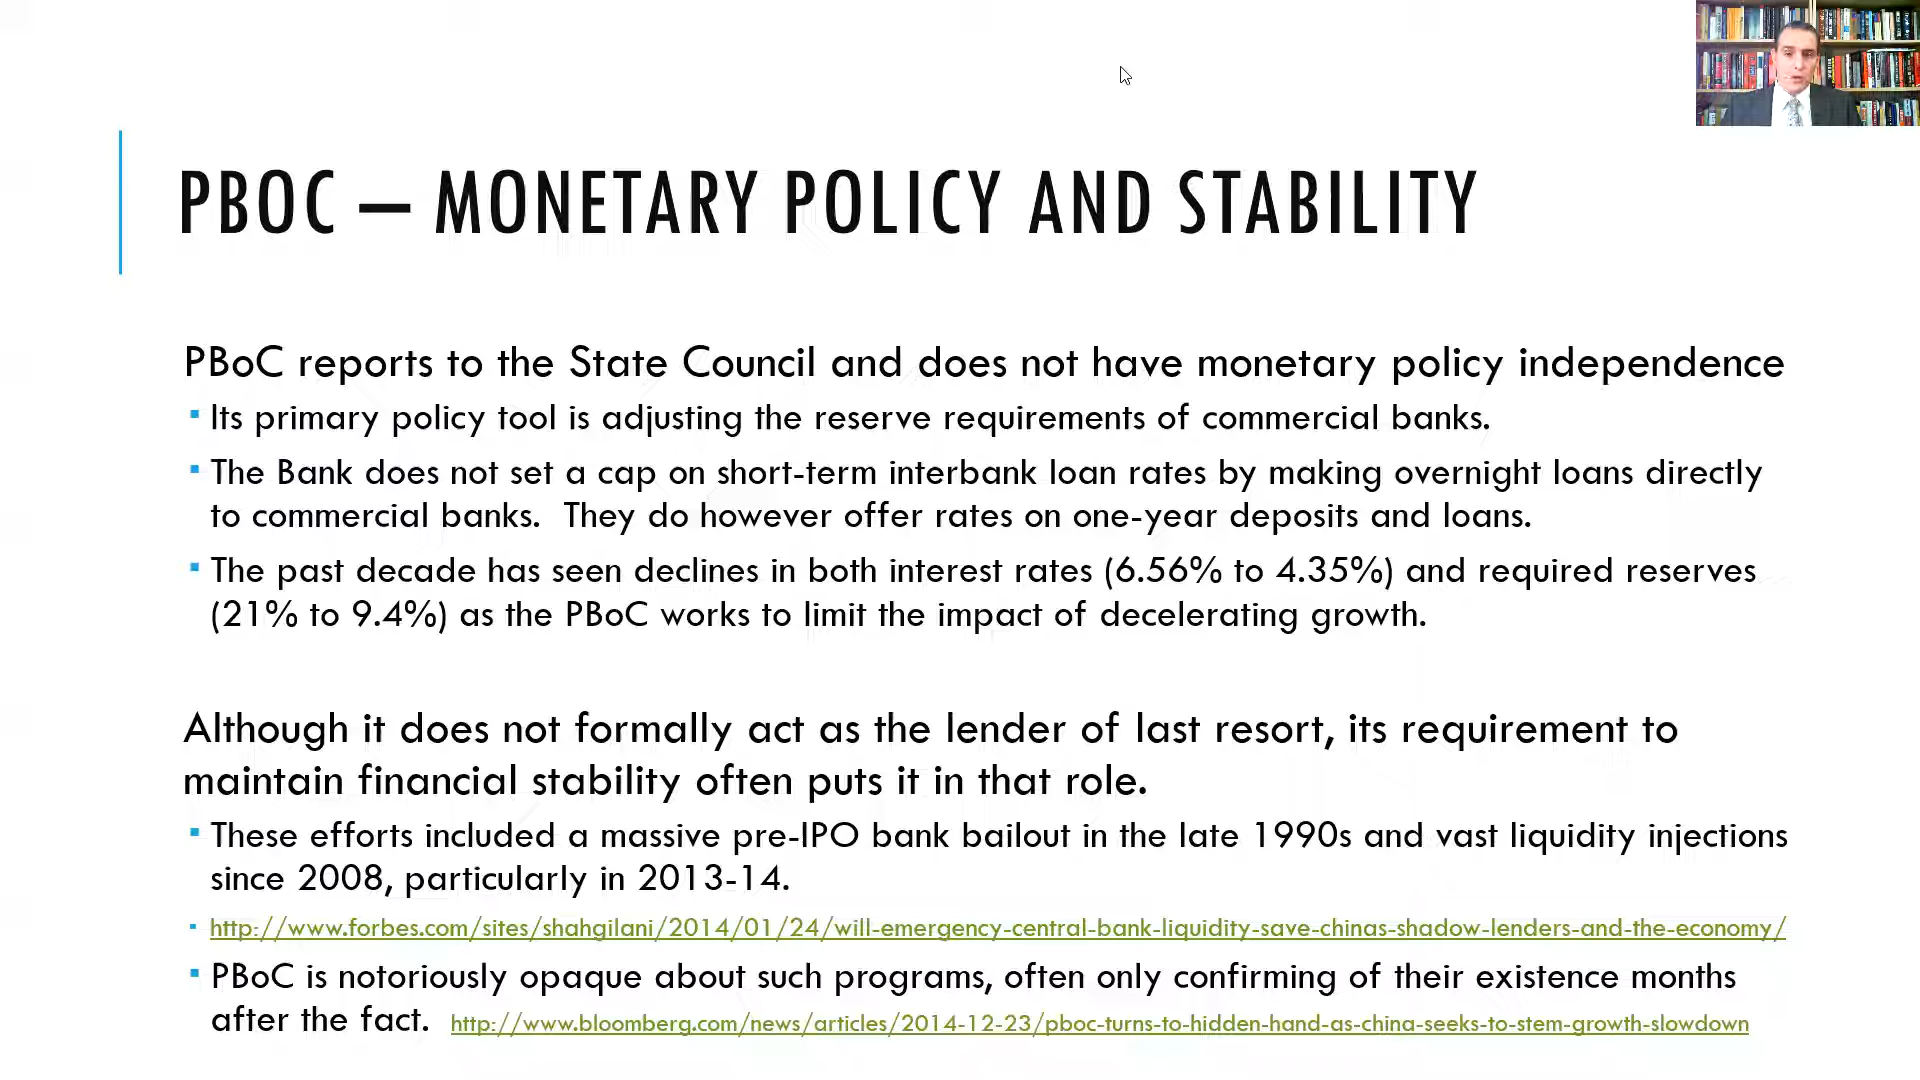 PBOC – MONETARY POLICY AND STABILITY
PBoC reports to the State Council and does not have monetary policy independence
▪ Its primary policy tool is adjusting the reserve requirements of commercial banks.
▪ The Bank does not set a cap on short-term interbank loan rates by making overnight loans directly
to commercial banks.  They do however offer rates on one-year deposits and loans.
▪ The past decade has seen declines in both interest rates (6.56% to 4.35%) and required reserves
(21% to 9.4%) as the PBoC works to limit the impact of decelerating growth.
Although it does not formally act as the lender of last resort, its requirement to
maintain financial stability often puts it in that role.
▪ These efforts included a massive pre-IPO bank bailout in the late 1990s and vast liquidity injections
since 2008, particularly in 2013-14.
▪ http://www.forbes.com/sites/shahgilani/2014/01/24/will-emergency-central-bank-liquidity-save-chinas-shadow-lenders-and-the-economy/
▪ PBoC is notoriously opaque about such programs, often only confirming of their existence months
after the fact.  http://www.bloomberg.com/news/articles/2014-12-23/pboc-turns-to-hidden-hand-as-china-seeks-to-stem-growth-slowdown